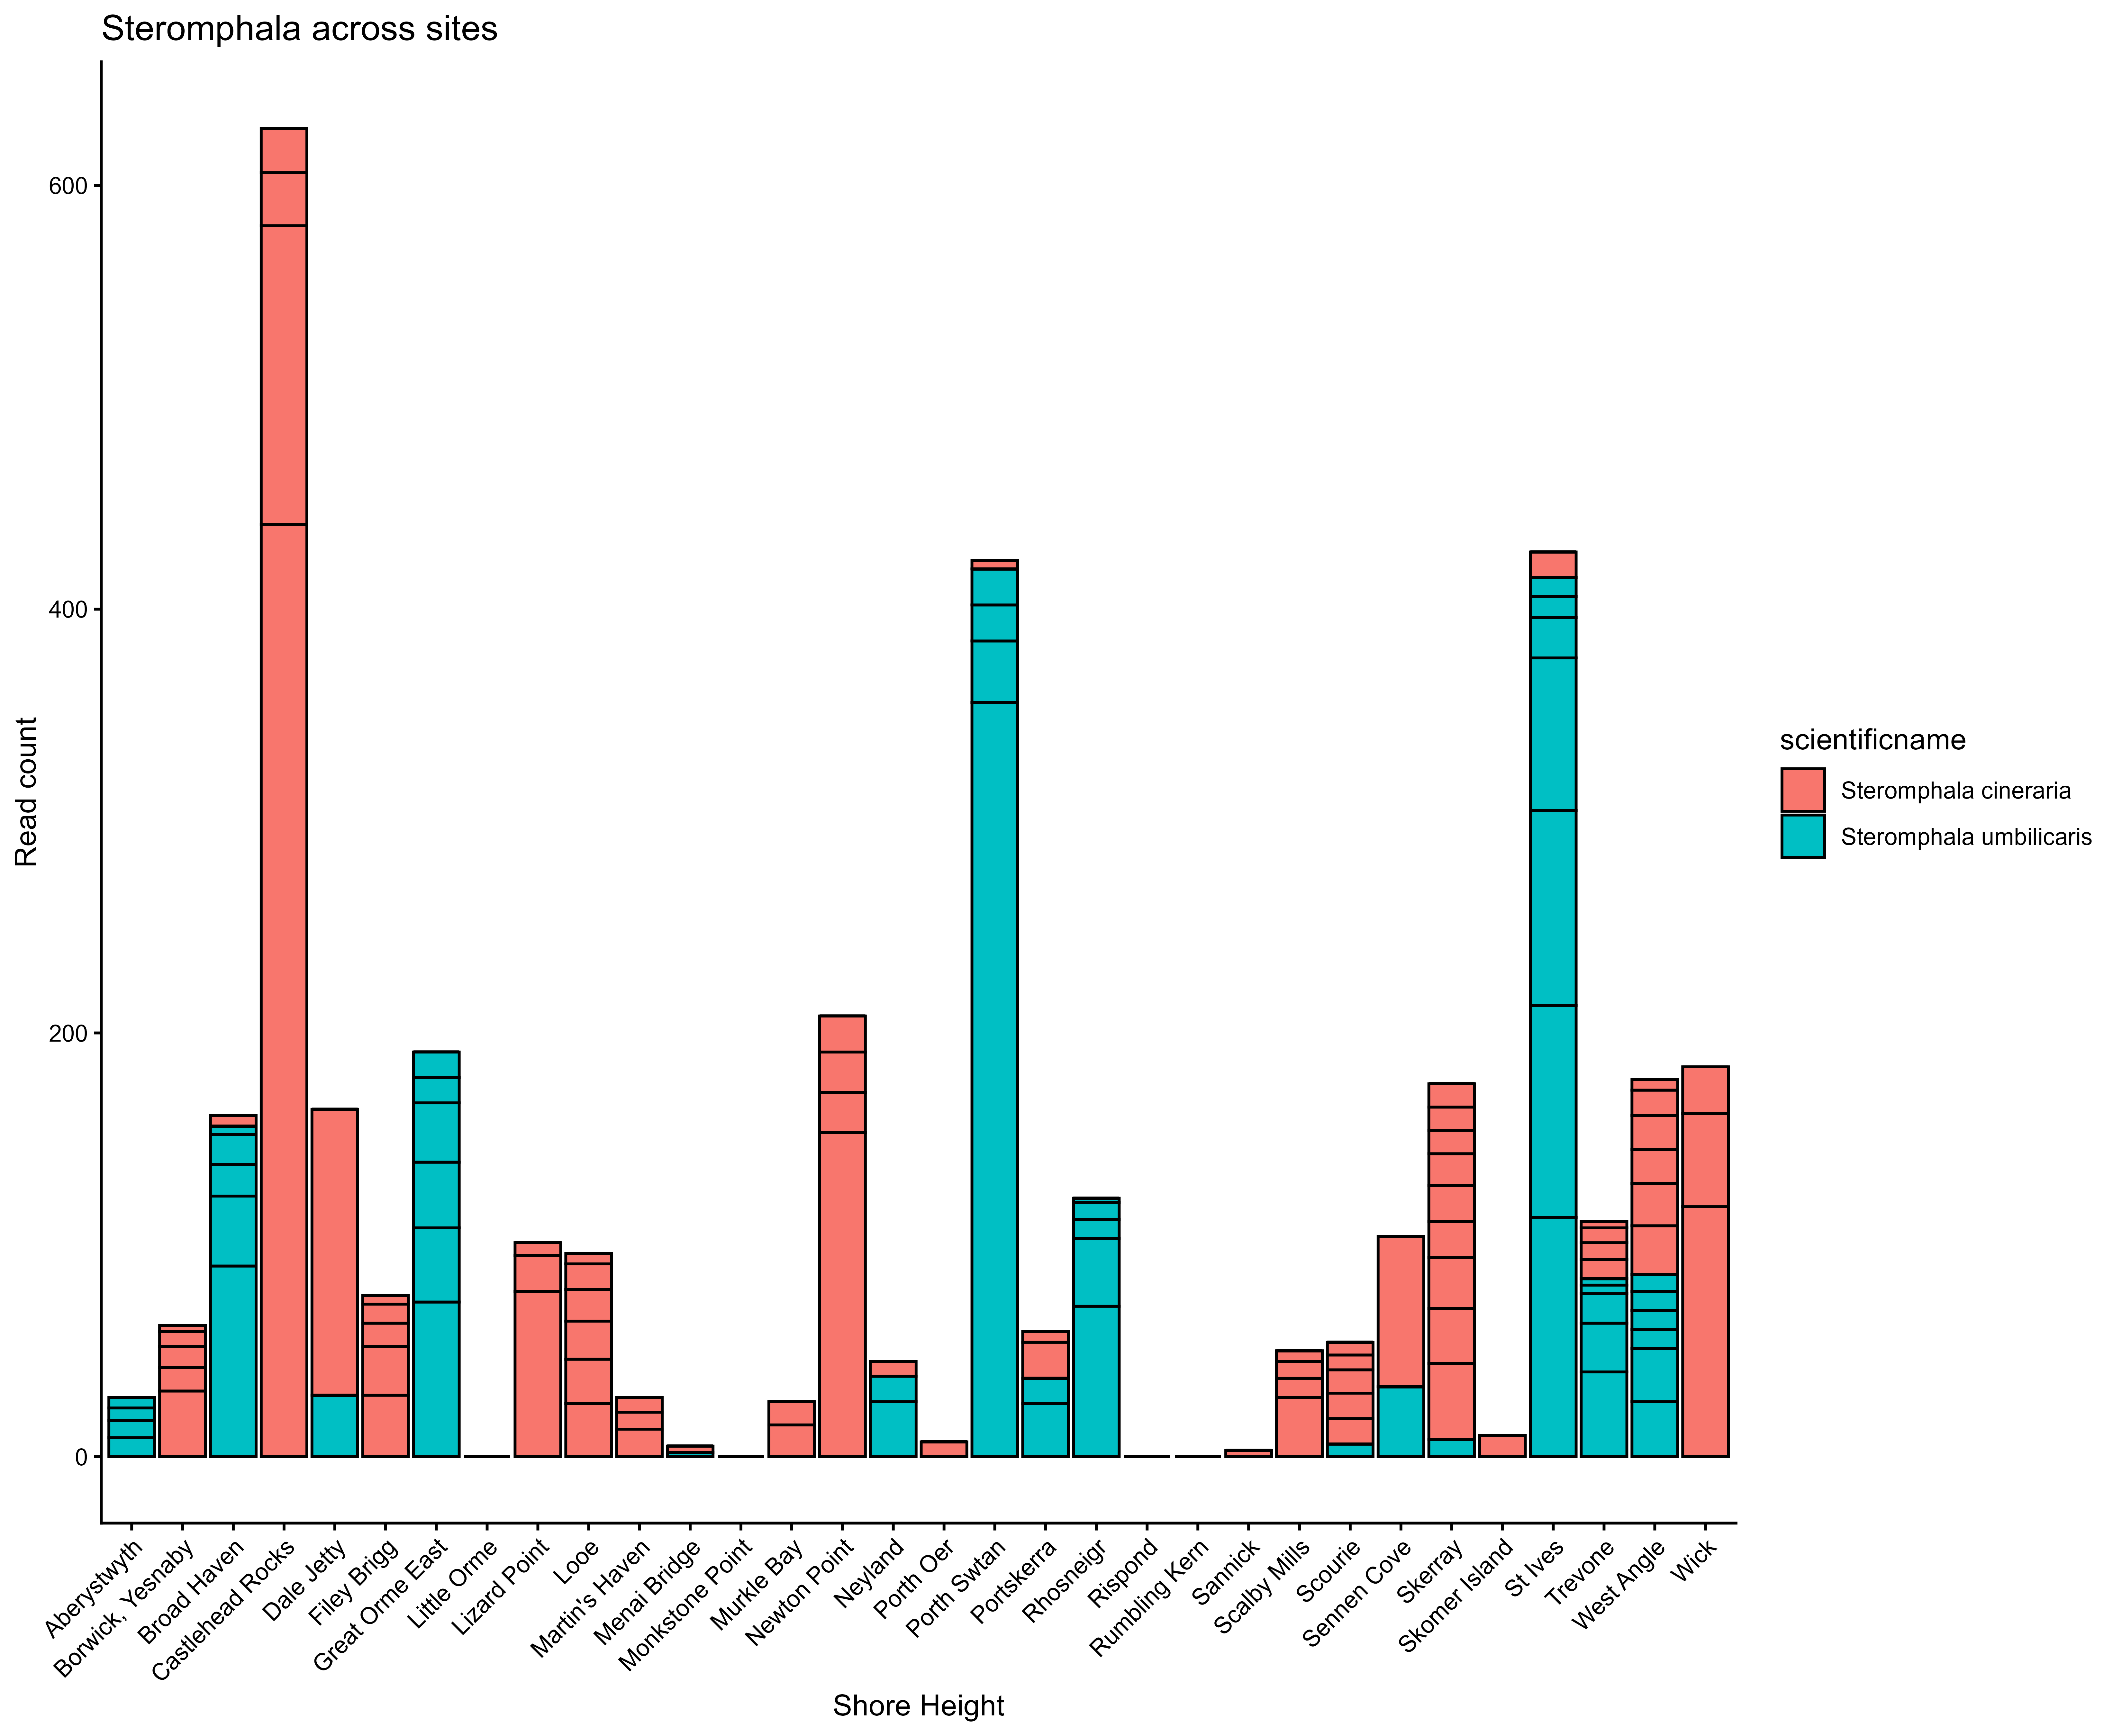 Steromphala across sites
Read count
600
400
200
0
Aberystwyth
Borwick, Yesnaby
Broad Haven
Castlehead Rocks
Dale Jetty
Filey Brigg
Great Orme East
Little Orme
Lizard Point
Looe
Martin's Haven
Menai Bridge
Monkstone Point
Murkle Bay
Newton Point
Neyland
Porth Oer
Porth Swtan
Portskerra
Rhosneigr
Rispond
Rumbling Kern
Sannick
Scalby Mills
Scourie
Sennen Cove
Skerray
Skomer Island
St Ives
Trevone
West Angle
Wick
Shore Height
scientificname
Steromphala cineraria
Steromphala umbilicaris